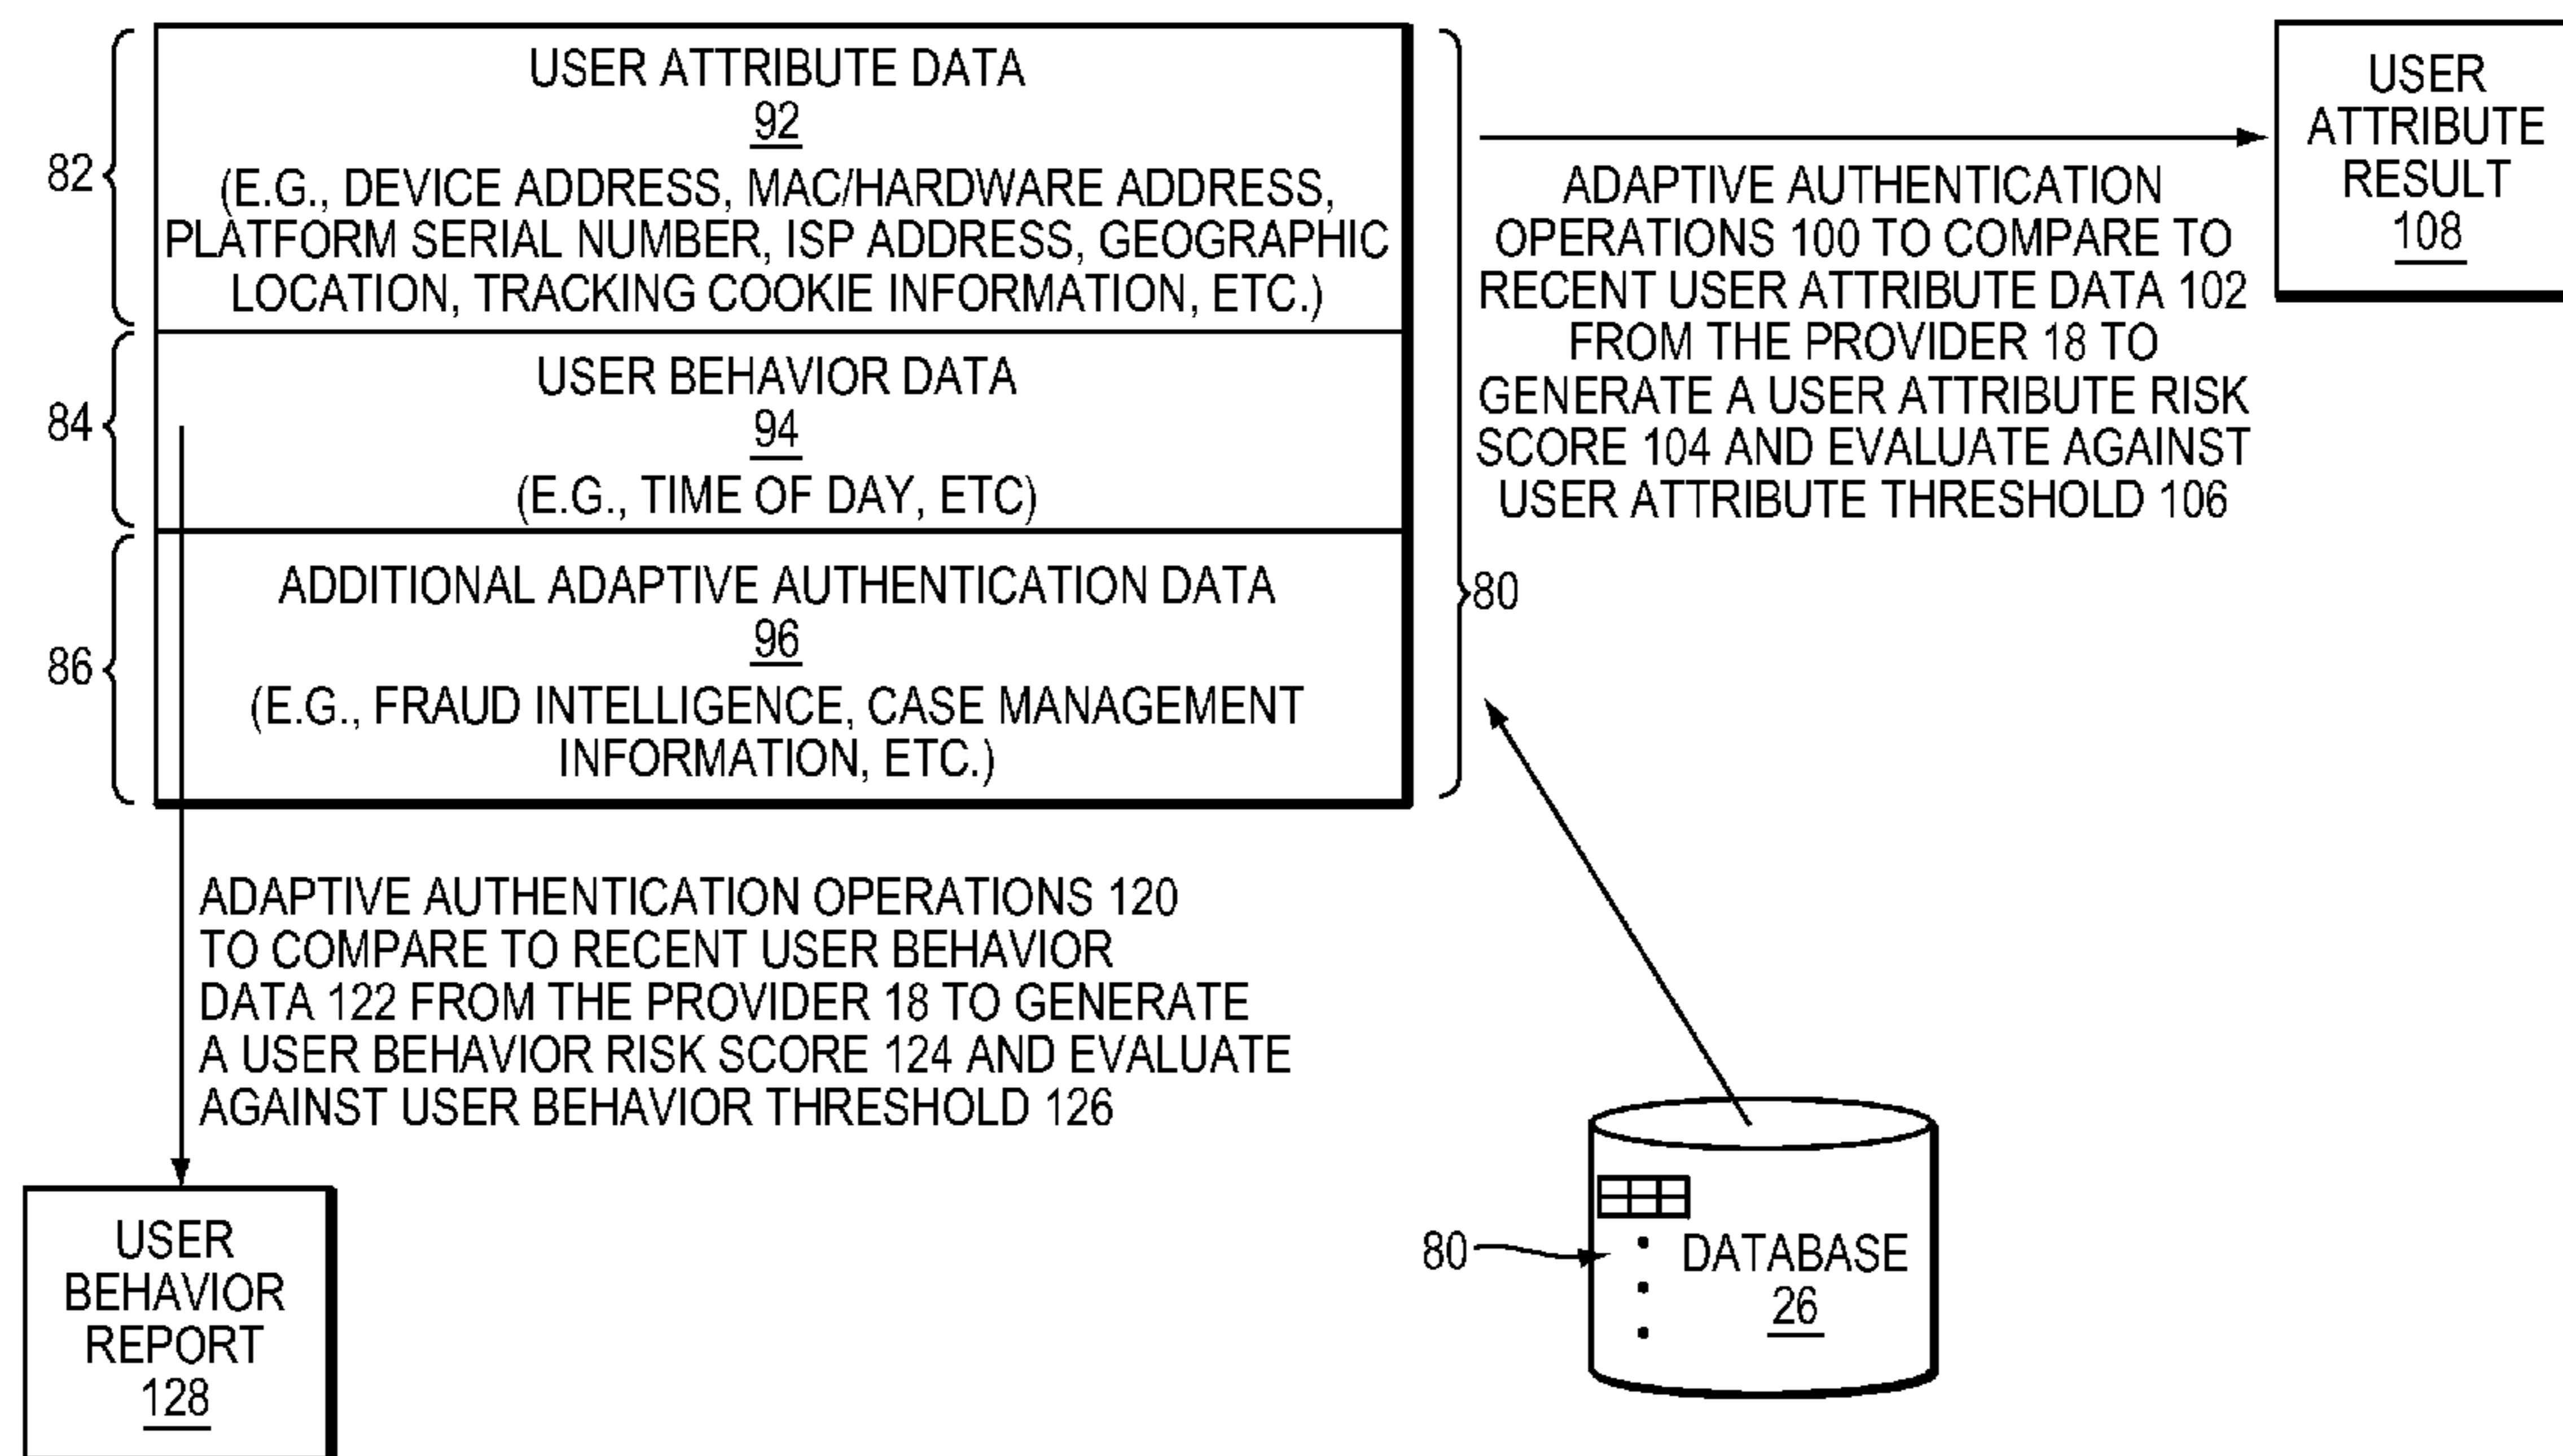 82
USER ATTRIBUTE DATA
92
(E.G., DEVICE ADDRESS, MAC/HARDWARE ADDRESS,
PLATFORM SERIAL NUMBER, ISP ADDRESS, GEOGRAPHIC
LOCATION, TRACKING COOKIE INFORMATION, ETC.)
84
USER BEHAVIOR DATA
94
(E.G., TIME OF DAY, ETC)
86
ADDITIONAL ADAPTIVE AUTHENTICATION DATA
96
(E.G., FRAUD INTELLIGENCE, CASE MANAGEMENT
INFORMATION, ETC.)
80
ADAPTIVE AUTHENTICATION
OPERATIONS 100 TO COMPARE TO
RECENT USER ATTRIBUTE DATA 102
FROM THE PROVIDER 18 TO
GENERATE A USER ATTRIBUTE RISK
SCORE 104 AND EVALUATE AGAINST
USER ATTRIBUTE THRESHOLD 106
USER
ATTRIBUTE
RESULT
108
ADAPTIVE AUTHENTICATION OPERATIONS 120
TO COMPARE TO RECENT USER BEHAVIOR
DATA 122 FROM THE PROVIDER 18 TO GENERATE
A USER BEHAVIOR RISK SCORE 124 AND EVALUATE
AGAINST USER BEHAVIOR THRESHOLD 126
USER
BEHAVIOR
REPORT
128
80
DATABASE
26